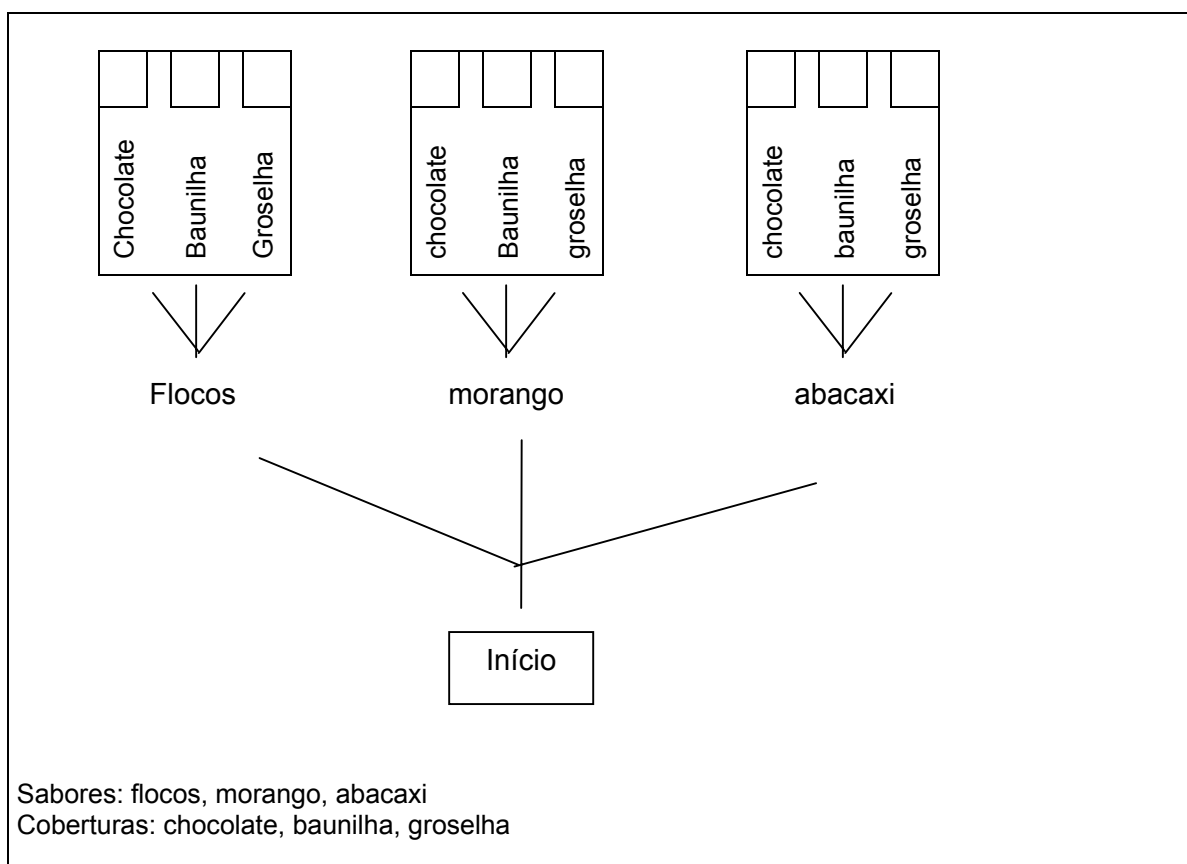 Chocolate
Baunilha
Groselha
chocolate
Baunilha
groselha
chocolate
baunilha
groselha
Flocos
morango
abacaxi
Início
Sabores: flocos, morango, abacaxi
Coberturas: chocolate, baunilha, groselha